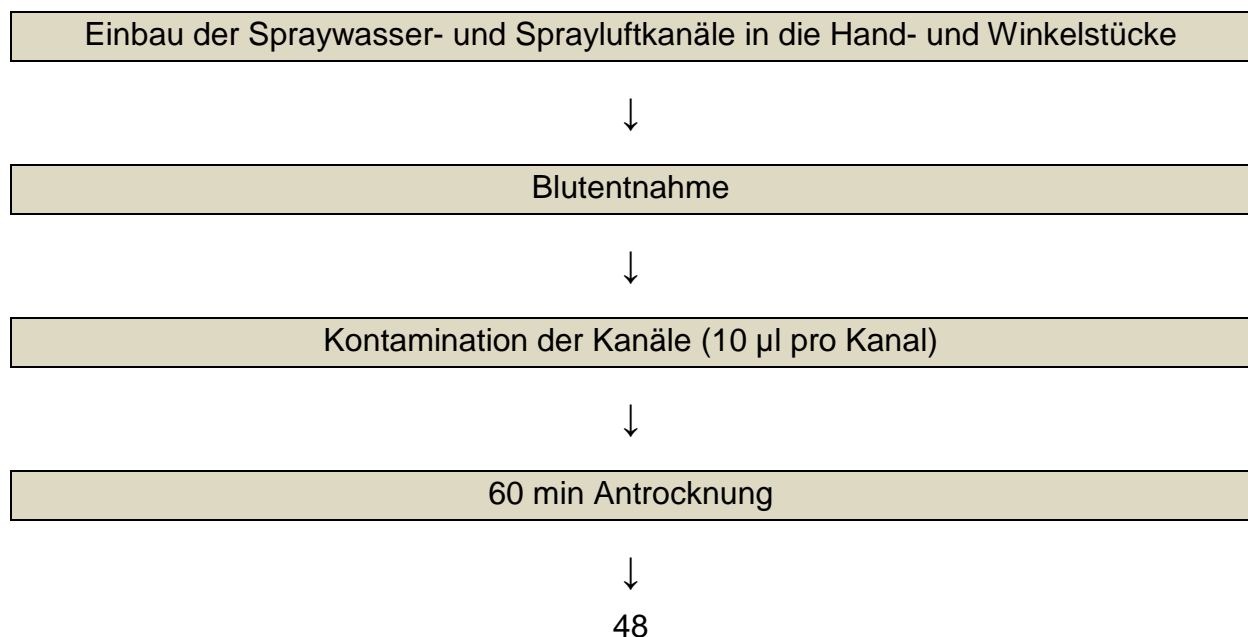 Einbau der Spraywasser- und Sprayluftkanäle in die Hand- und Winkelstücke
↓
Blutentnahme
↓
Kontamination der Kanäle (10 µl pro Kanal)
↓
60 min Antrocknung
↓
48